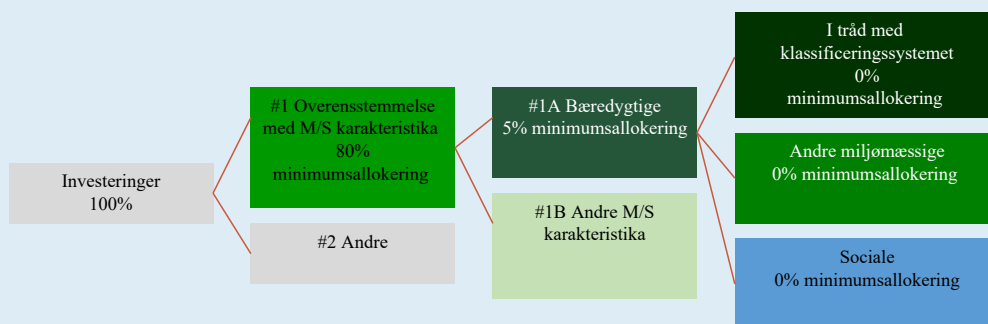 Investeringer
100%
#1 Overensstemmelse
med M/S karakteristika
80%
minimumsallokering
#2 Andre
#1A Bæredygtige
5% minimumsallokering
#1B Andre M/S
karakteristika
I tråd med
klassificeringssystemet
0%
minimumsallokering
Andre miljømæssige
0% minimumsallokering
Sociale
0% minimumsallokering